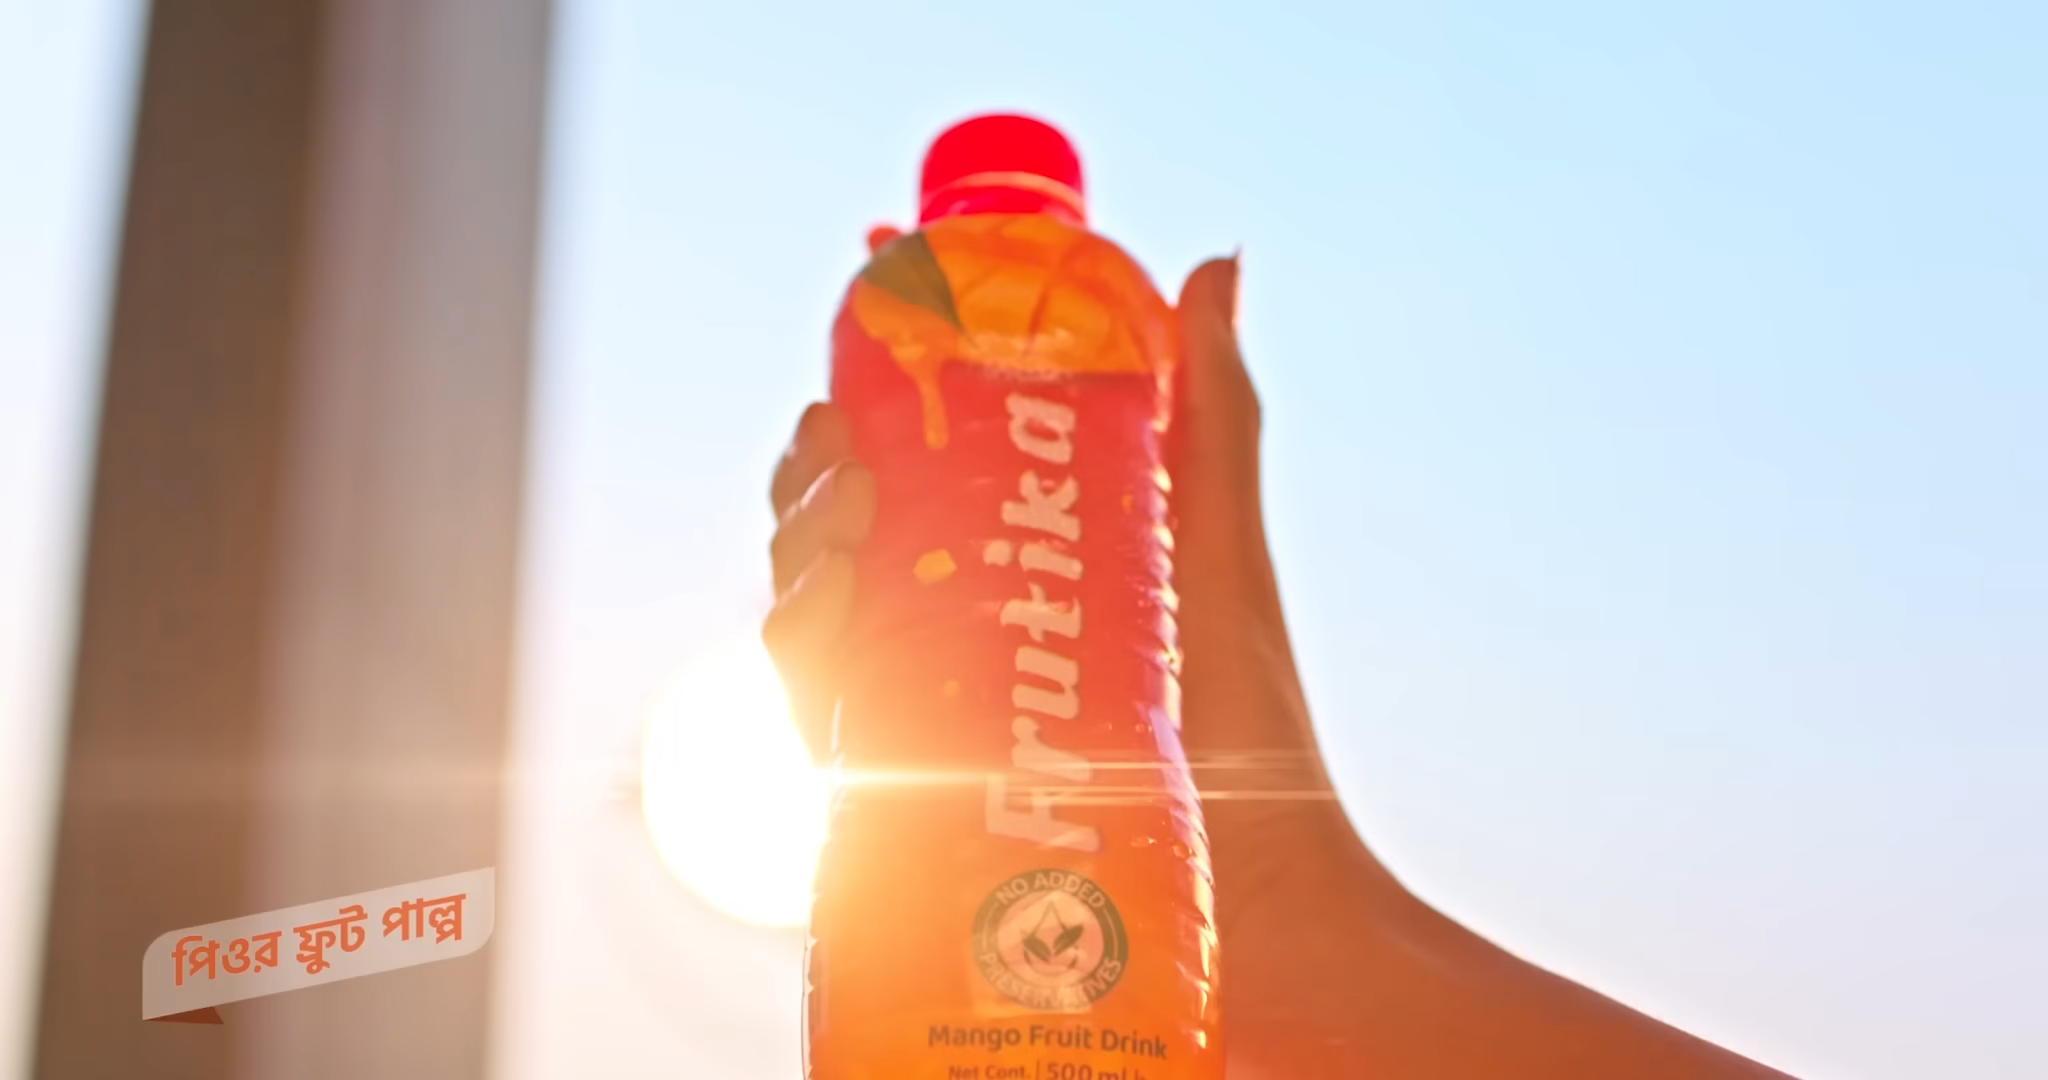 Frutika
NO ADDED
PRESERVATIVES
Mango Fruit Drink
Net Cont. | 500 ml
পিওর ফ্রুট পাল্প